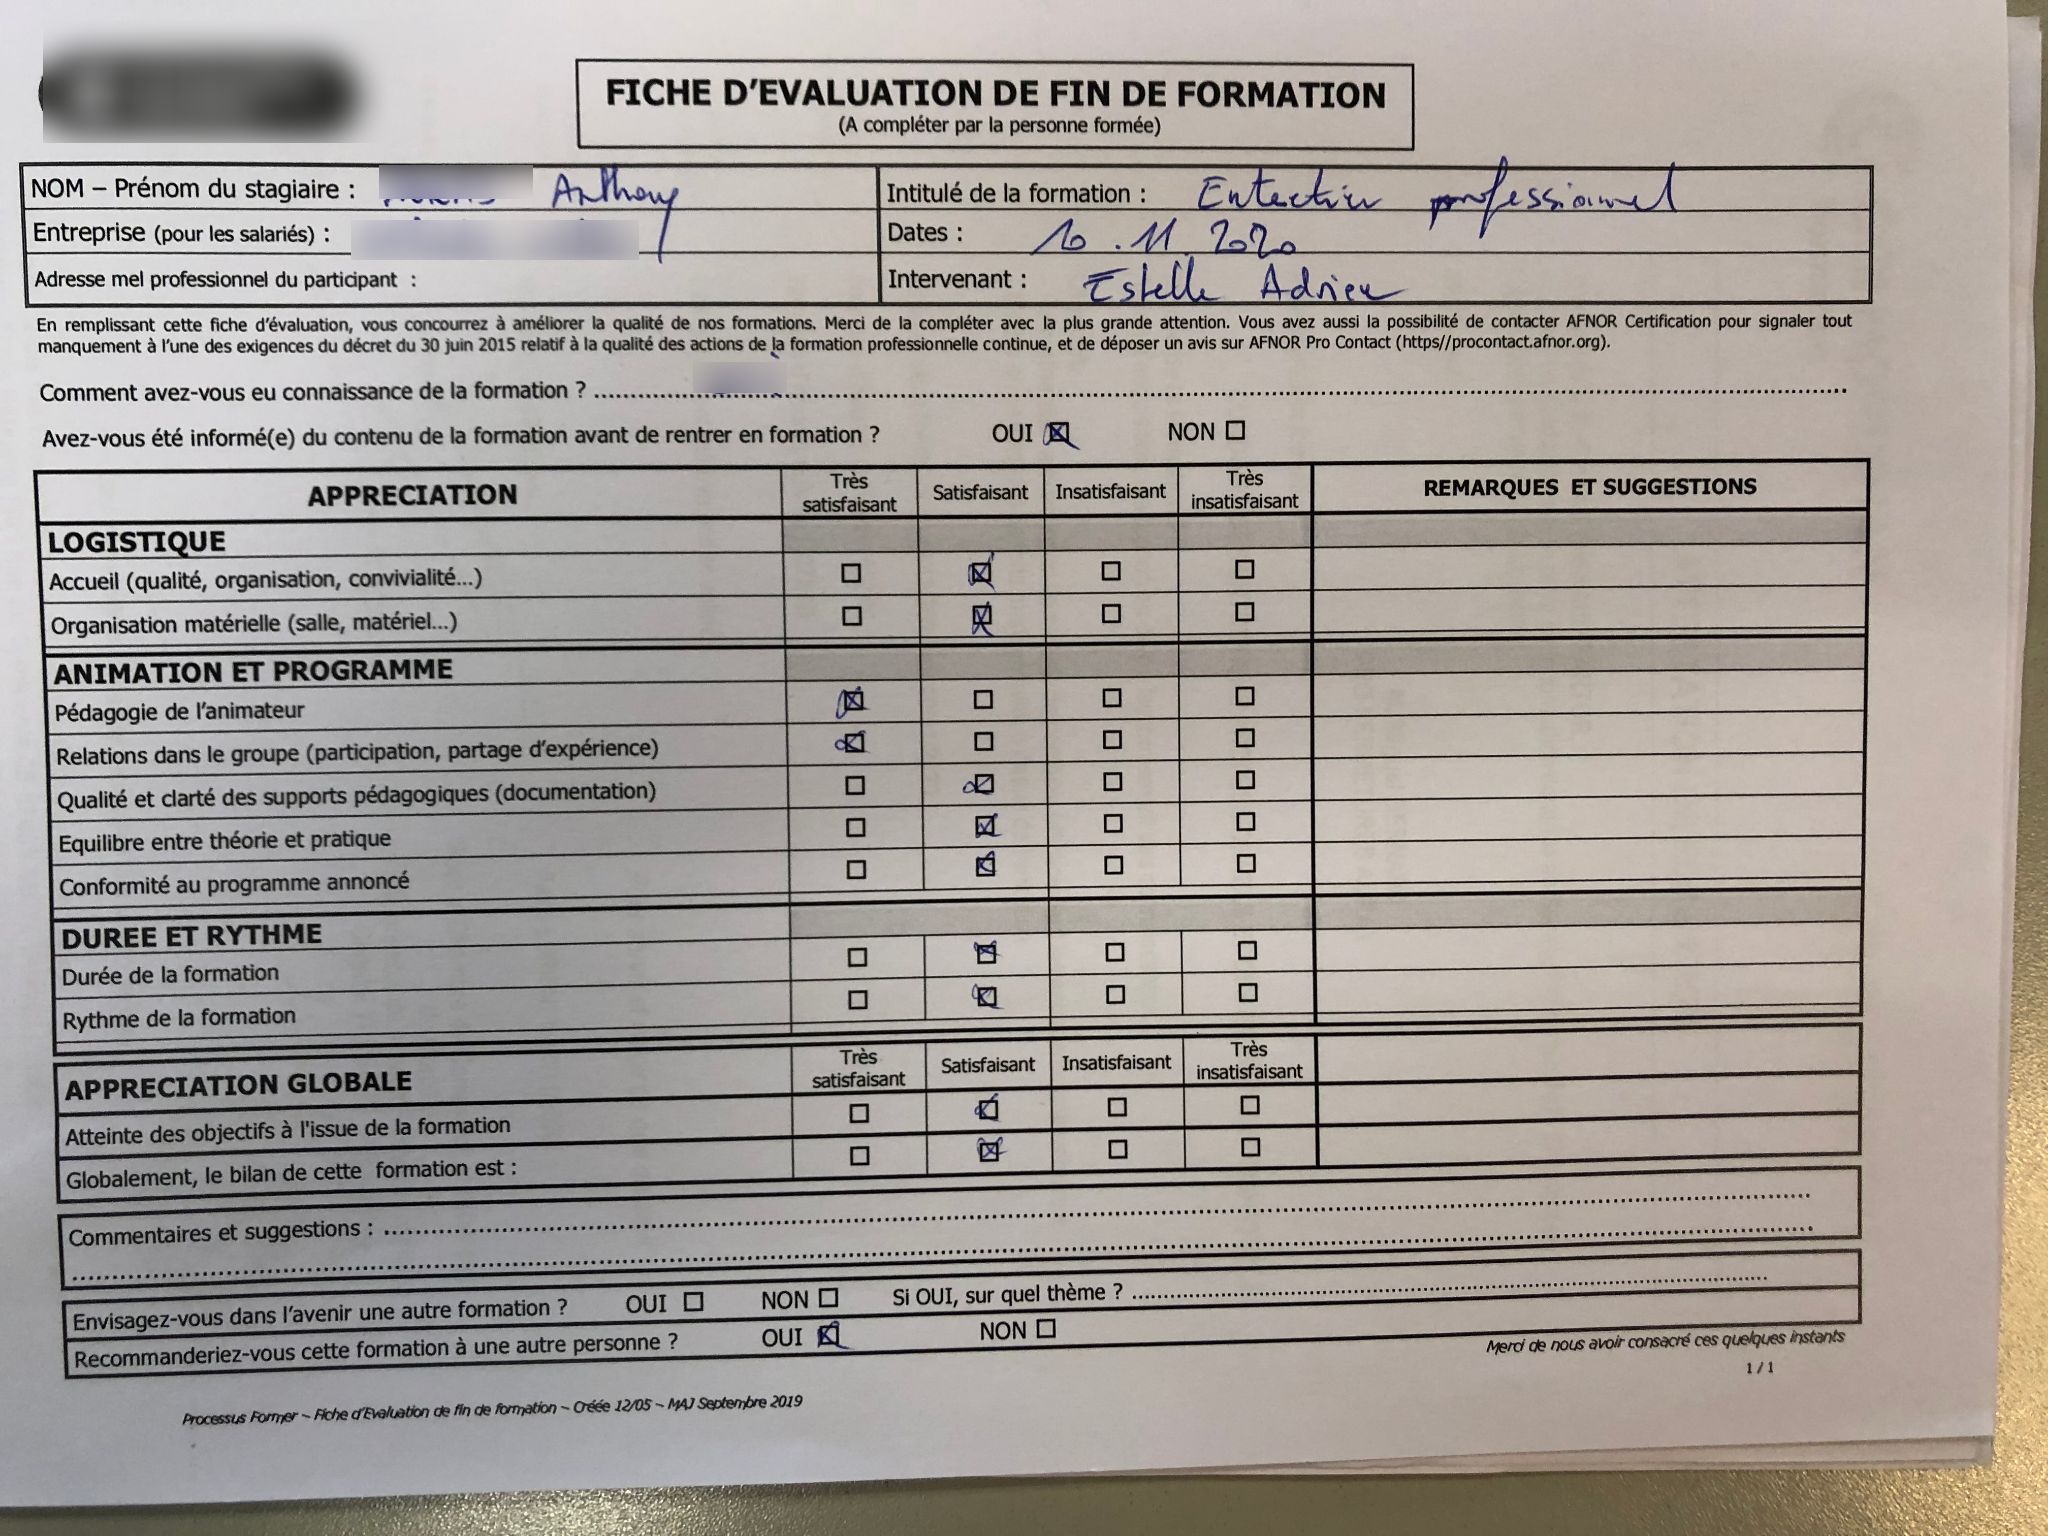 FICHE D'EVALUATION DE FIN DE FORMATION
(A compléter par la personne formée)
NOM – Prénom du stagiaire : Anthony
Intitulé de la formation : Entretien professionnel
Entreprise (pour les salariés) :
Dates : 10.11.2020
Adresse mel professionnel du participant :
Intervenant : Estelle Adrien
En remplissant cette fiche d'évaluation, vous concourrez à améliorer la qualité de nos formations. Merci de la compléter avec la plus grande attention. Vous avez aussi la possibilité de contacter AFNOR Certification pour signaler tout
manquement à l'une des exigences du décret du 30 juin 2015 relatif à la qualité des actions de la formation professionnelle continue, et de déposer un avis sur AFNOR Pro Contact (https//procontact.afnor.org).
Comment avez-vous eu connaissance de la formation ?
Avez-vous été informé(e) du contenu de la formation avant de rentrer en formation ? OUI ☒ NON ☐
APPRECIATION Très satisfaisant Satisfaisant Insatisfaisant Très insatisfaisant REMARQUES ET SUGGESTIONS
LOGISTIQUE
Accueil (qualité, organisation, convivialité...) ☐ ☒ ☐ ☐
Organisation matérielle (salle, matériel...) ☐ ☒ ☐ ☐
ANIMATION ET PROGRAMME
Pédagogie de l'animateur ☒ ☐ ☐ ☐
Relations dans le groupe (participation, partage d'expérience) ☒ ☐ ☐ ☐
Qualité et clarté des supports pédagogiques (documentation) ☐ ☒ ☐ ☐
Equilibre entre théorie et pratique ☐ ☒ ☐ ☐
Conformité au programme annoncé ☐ ☒ ☐ ☐
DUREE ET RYTHME
Durée de la formation ☐ ☒ ☐ ☐
Rythme de la formation ☐ ☒ ☐ ☐
APPRECIATION GLOBALE Très satisfaisant Satisfaisant Insatisfaisant Très insatisfaisant
Atteinte des objectifs à l'issue de la formation ☐ ☒ ☐ ☐
Globalement, le bilan de cette formation est : ☐ ☒ ☐ ☐
Commentaires et suggestions :
Envisagez-vous dans l'avenir une autre formation ? OUI ☐ NON ☐ Si OUI, sur quel thème ?
Recommanderiez-vous cette formation à une autre personne ? OUI ☒ NON ☐
Merci de nous avoir consacré ces quelques instants
1 / 1
Processus Former – Fiche d'Evaluation de fin de formation – Créée 12/05 – MAJ Septembre 2019